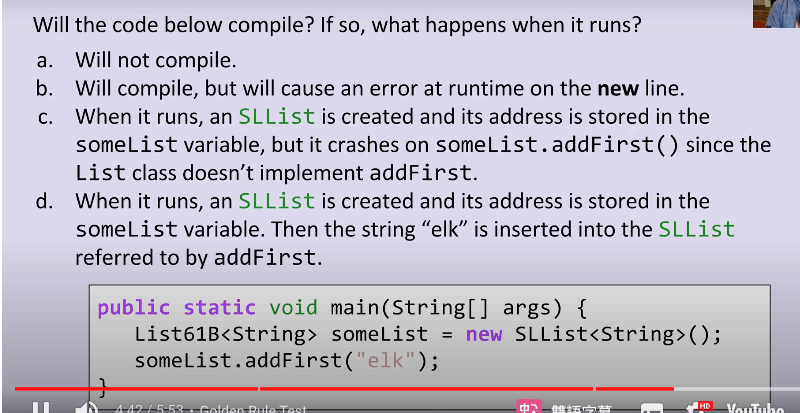 Will the code below compile? If so, what happens when it runs?
a. Will not compile.
b. Will compile, but will cause an error at runtime on the new line.
c. When it runs, an SLList is created and its address is stored in the
someList variable, but it crashes on someList.addFirst() since the
List class doesn’t implement addFirst.
d. When it runs, an SLList is created and its address is stored in the
someList variable. Then the string “elk” is inserted into the SLList
referred to by addFirst.
public static void main(String[] args) {
List61B<String> someList = new SLList<String>();
someList.addFirst("elk");
}
4:42 / 5:53 • Golden Rule Test 中 雙語字幕 HD YouTube